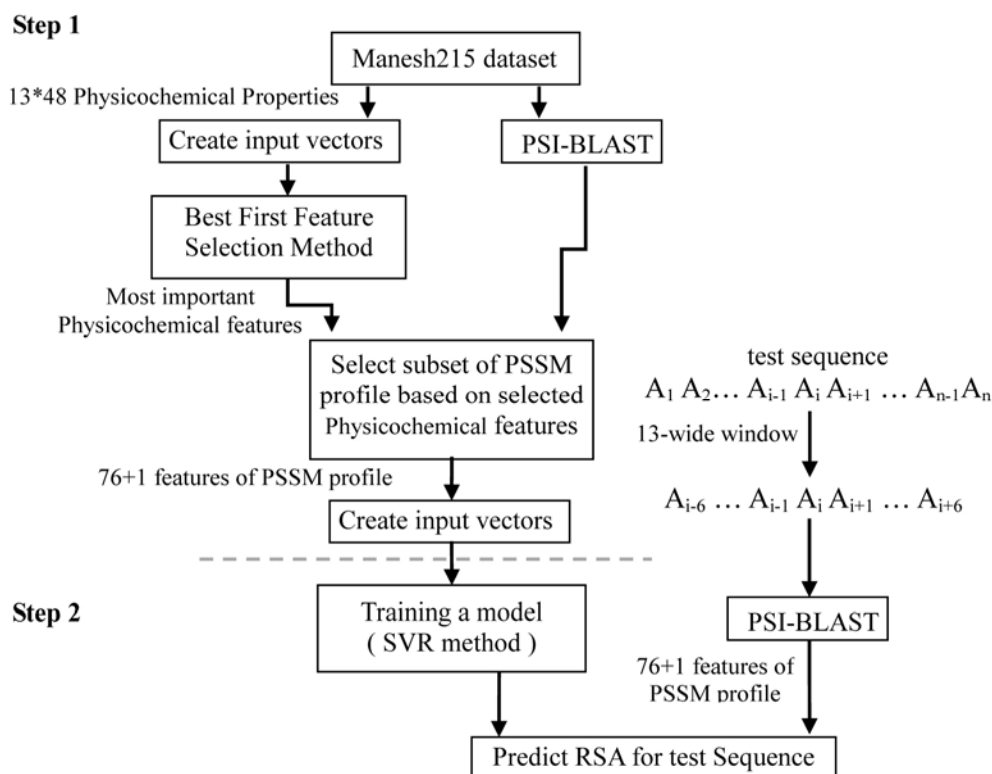 Step 1
Manesh215 dataset
13*48 Physicochemical Properties
Create input vectors
PSI-BLAST
Best First Feature
Selection Method
Most important
Physicochemical features
Select subset of PSSM
profile based on selected
Physicochemical features
76+1 features of PSSM profile
Create input vectors
test sequence
A₁ A₂… Aᵢ₋₁ Aᵢ Aᵢ₊₁ … Aₙ₋₁Aₙ
13-wide window
Aᵢ₋₆ … Aᵢ₋₁ Aᵢ Aᵢ₊₁ … Aᵢ₊₆
Step 2
Training a model
( SVR method )
PSI-BLAST
76+1 features of
PSSM profile
Predict RSA for test Sequence